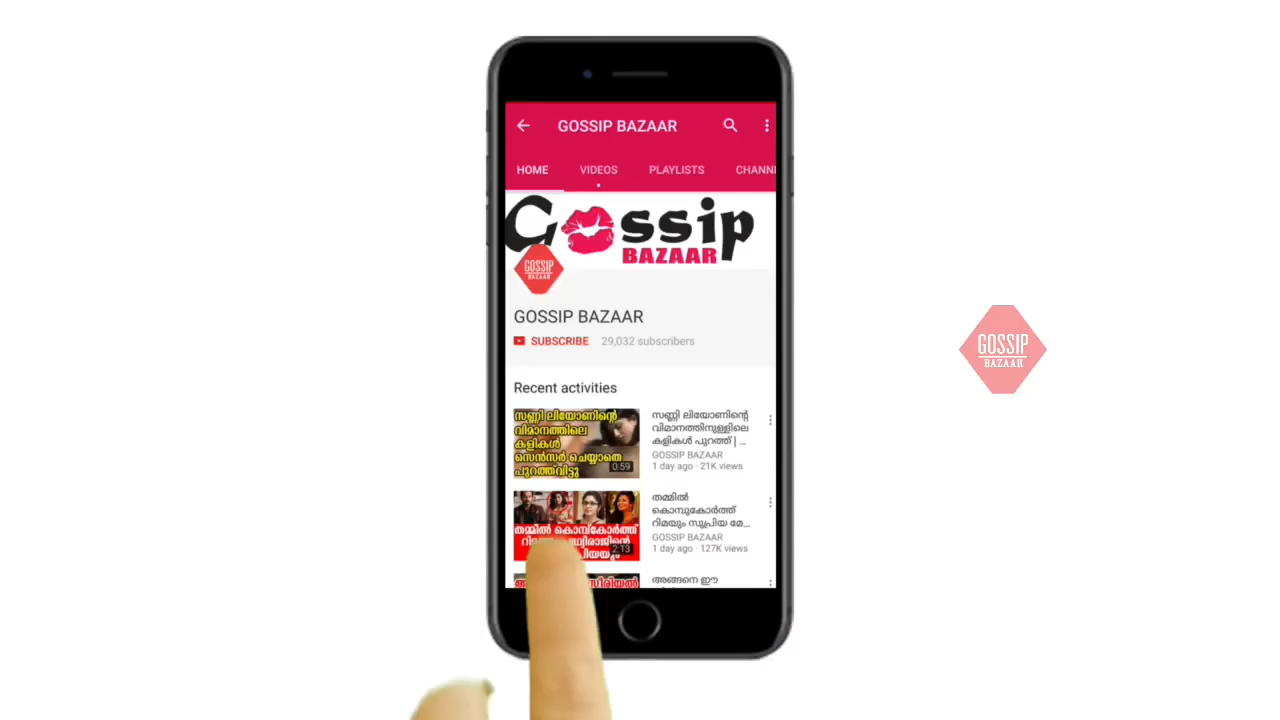 GOSSIP BAZAAR
HOME VIDEOS PLAYLISTS CHANNI
Gossip
BAZAAR
GOSSIP
BAZAAR
GOSSIP BAZAAR
SUBSCRIBE 29,032 subscribers
Recent activities
സണ്ണി ലിയോണിന്റെ
വിമാനത്തിലെ
കളികൾ
സെൻസർ ചെയ്യാതെ
പുറത്ത്‌വിട്ടു
0:59
സണ്ണി ലിയോണിന്റെ
വിമാനത്തിനുള്ളിലെ
കളികൾ പുറത്ത് | ...
GOSSIP BAZAAR
1 day ago · 21K views
തമ്മിൽ കൊമ്പ്കോർത്ത്
2:13
തമ്മിൽ
കൊമ്പുകോർത്ത്
റിമയും സുപ്രിയ മേ...
GOSSIP BAZAAR
1 day ago · 127K views
അങ്ങനെ ഈ
GOSSIP
BAZAAR